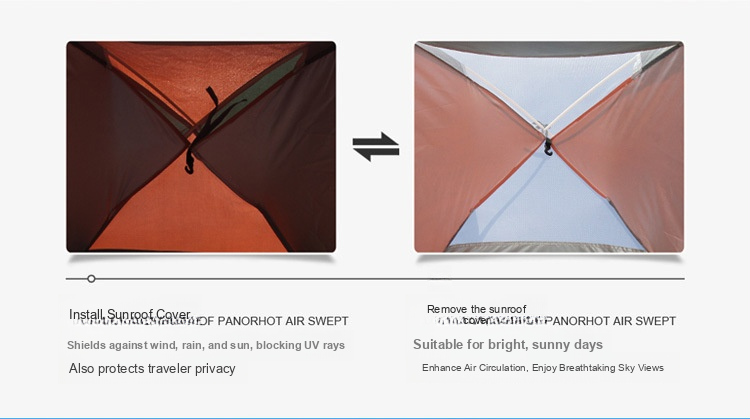 Install Sunroof Cover
OF PANORHOT AIR SWEPT
Shields against wind, rain, and sun, blocking UV rays
Also protects traveler privacy
Remove the sunroof
cover
PANORHOT AIR SWEPT
Suitable for bright, sunny days
Enhance Air Circulation, Enjoy Breathtaking Sky Views